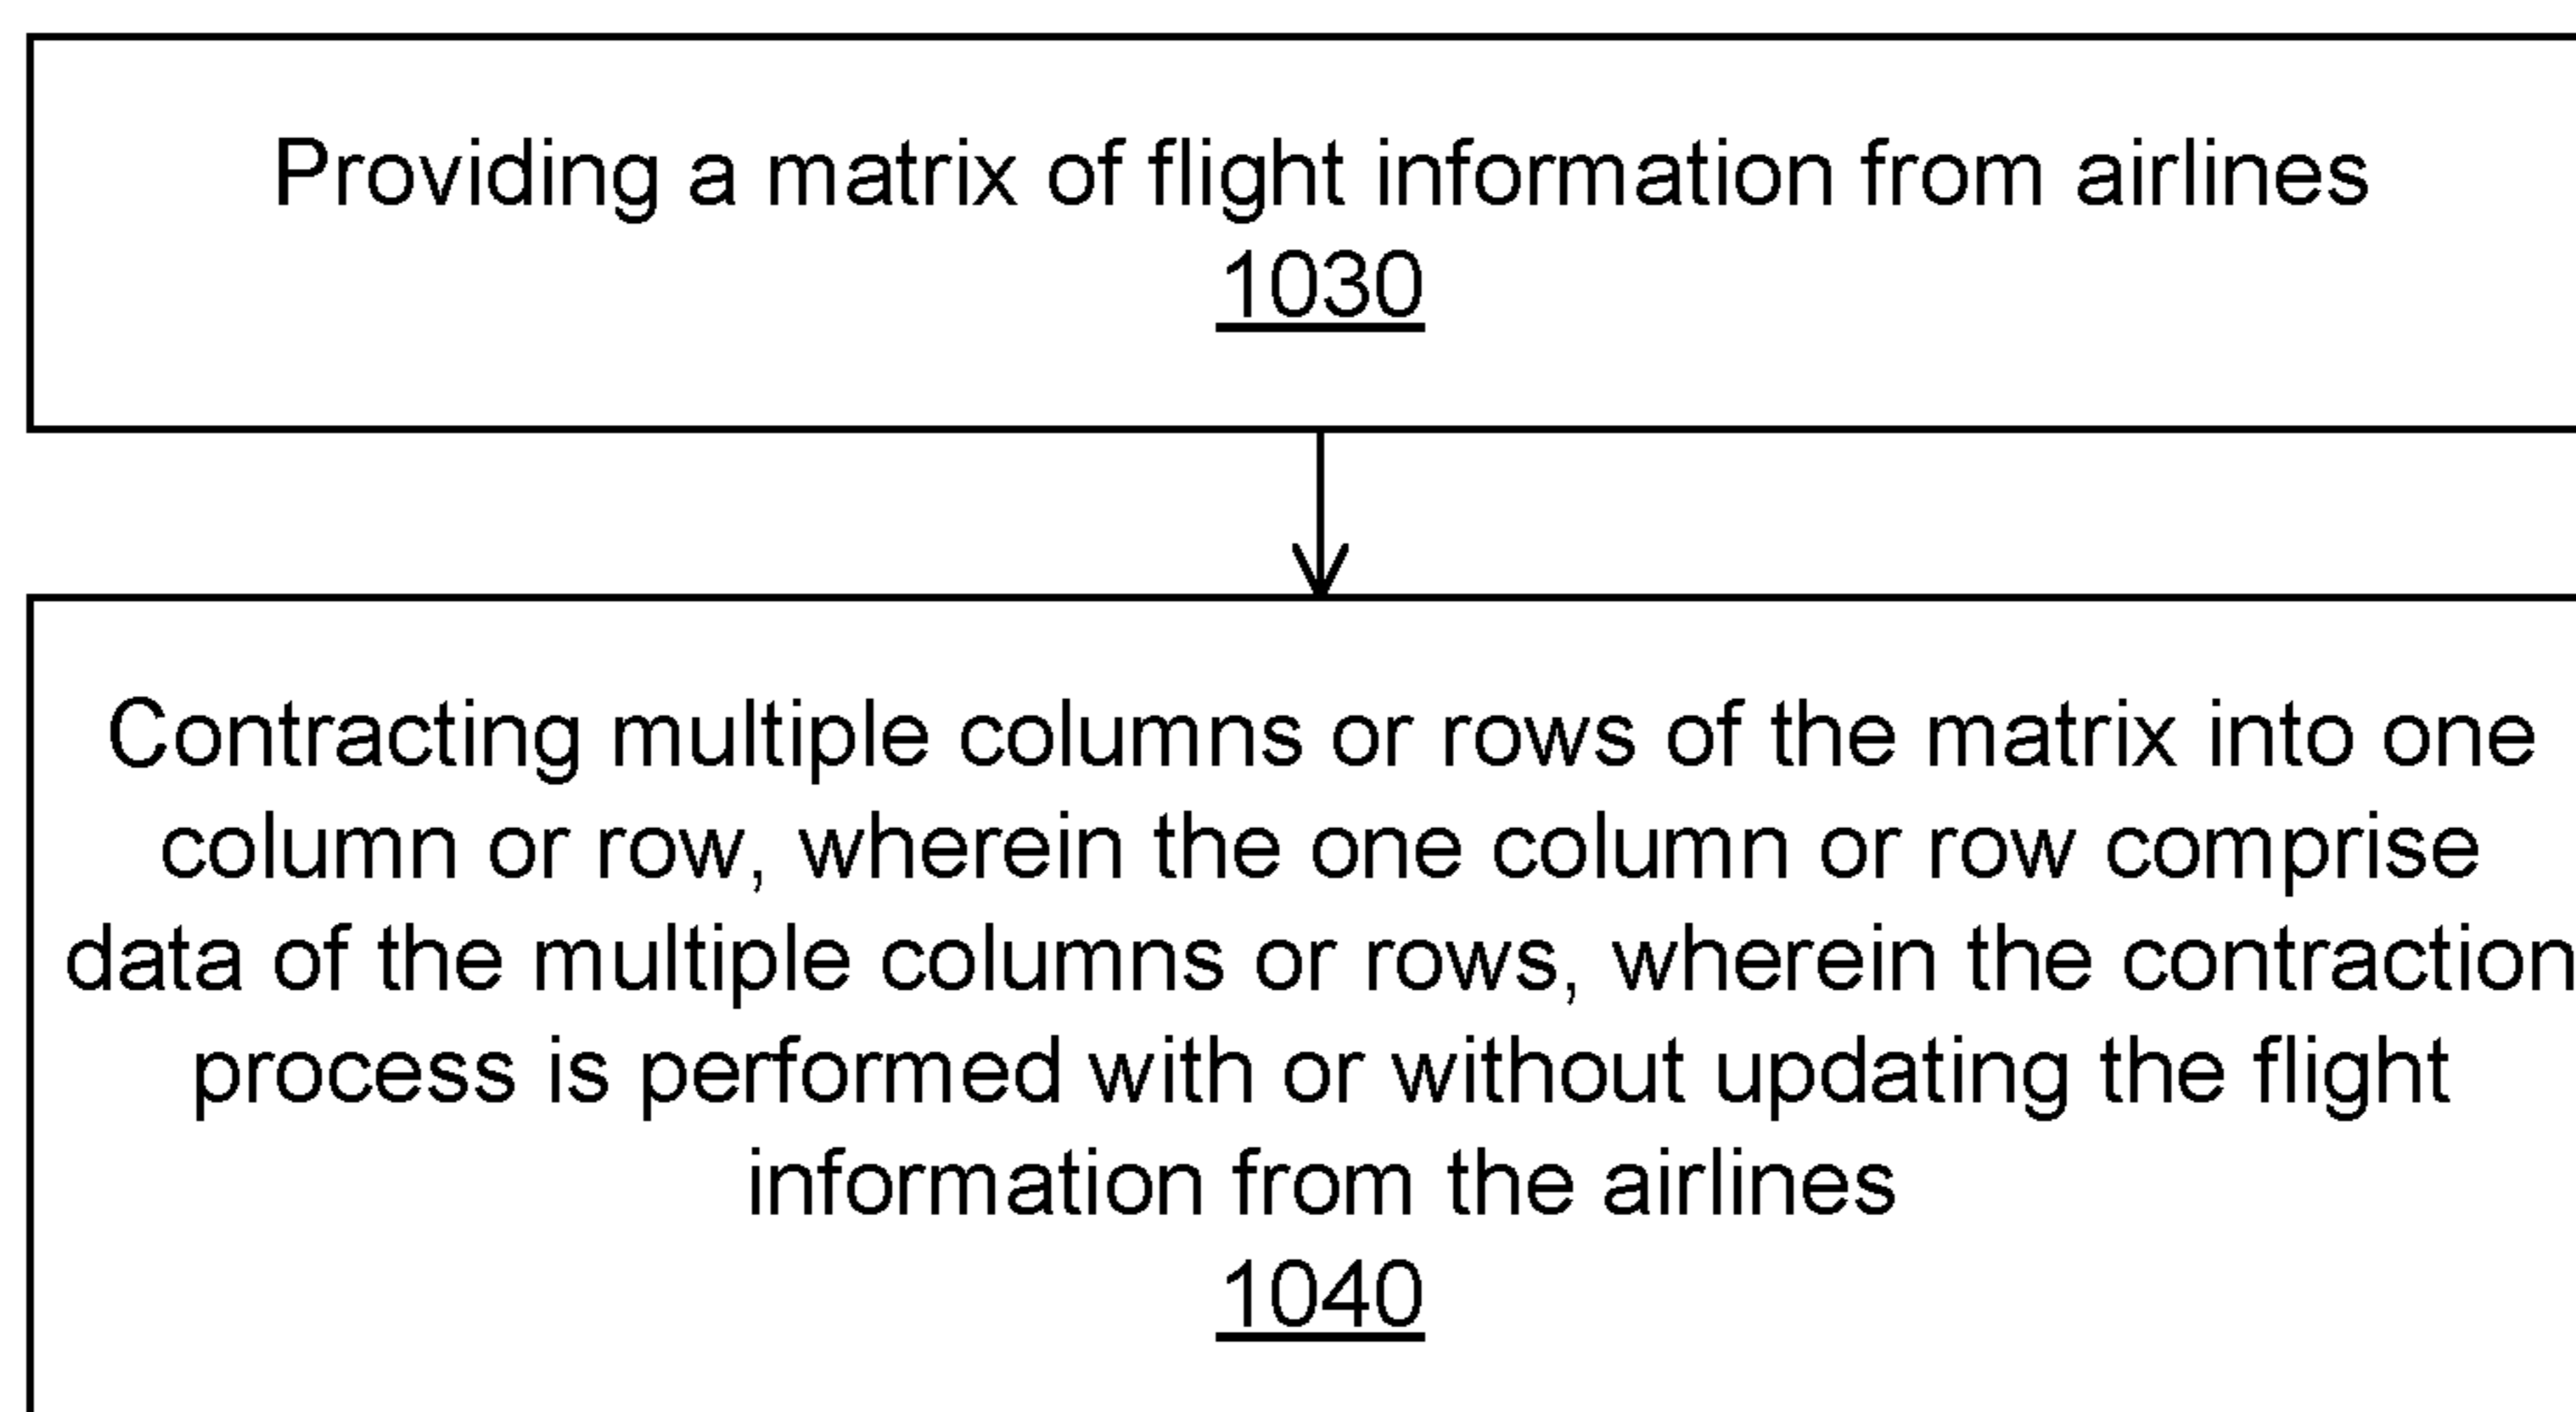 Providing a matrix of flight information from airlines
1030
Contracting multiple columns or rows of the matrix into one
column or row, wherein the one column or row comprise
data of the multiple columns or rows, wherein the contraction
process is performed with or without updating the flight
information from the airlines
1040